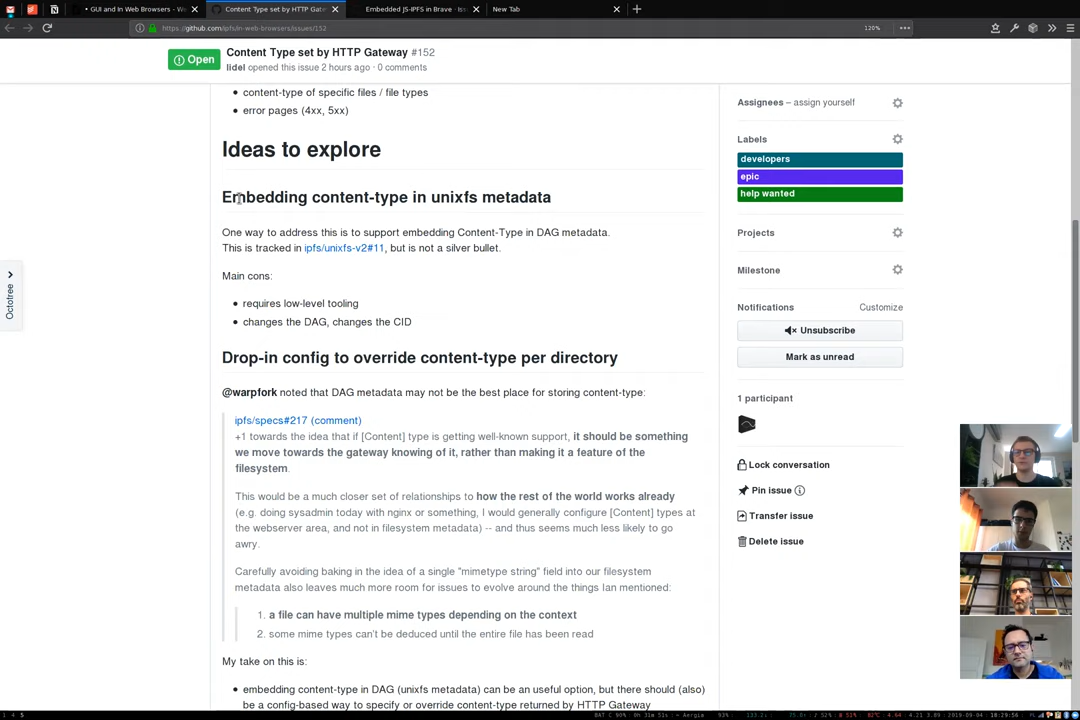 • GUI and In Web Browsers - W
Content Type set by HTTP Gatew
Embedded JS-IPFS in Brave · Iss
New Tab
https://github.com/ipfs/in-web-browsers/issues/152
120%
Open
Content Type set by HTTP Gateway #152
lidel opened this issue 2 hours ago · 0 comments
• content-type of specific files / file types
• error pages (4xx, 5xx)
Ideas to explore
Embedding content-type in unixfs metadata
One way to address this is to support embedding Content-Type in DAG metadata.
This is tracked in ipfs/unixfs-v2#11, but is not a silver bullet.
Main cons:
• requires low-level tooling
• changes the DAG, changes the CID
Drop-in config to override content-type per directory
@warpfork noted that DAG metadata may not be the best place for storing content-type:
ipfs/specs#217 (comment)
+1 towards the idea that if [Content] type is getting well-known support, it should be something
we move towards the gateway knowing of it, rather than making it a feature of the
filesystem.
This would be a much closer set of relationships to how the rest of the world works already
(e.g. doing sysadmin today with nginx or something, I would generally configure [Content] types at
the webserver area, and not in filesystem metadata) -- and thus seems much less likely to go
awry.
Carefully avoiding baking in the idea of a single "mimetype string" field into our filesystem
metadata also leaves much more room for issues to evolve around the things Ian mentioned:
1. a file can have multiple mime types depending on the context
2. some mime types can't be deduced until the entire file has been read
My take on this is:
• embedding content-type in DAG (unixfs metadata) can be an useful option, but there should (also)
be a config-based way to specify or override content-type returned by HTTP Gateway
Octotree
Assignees – assign yourself
Labels
developers
epic
help wanted
Projects
Milestone
Notifications
Customize
Unsubscribe
Mark as unread
1 participant
Lock conversation
Pin issue
Transfer issue
Delete issue
1 4 5
2019-09-04
18:29:56